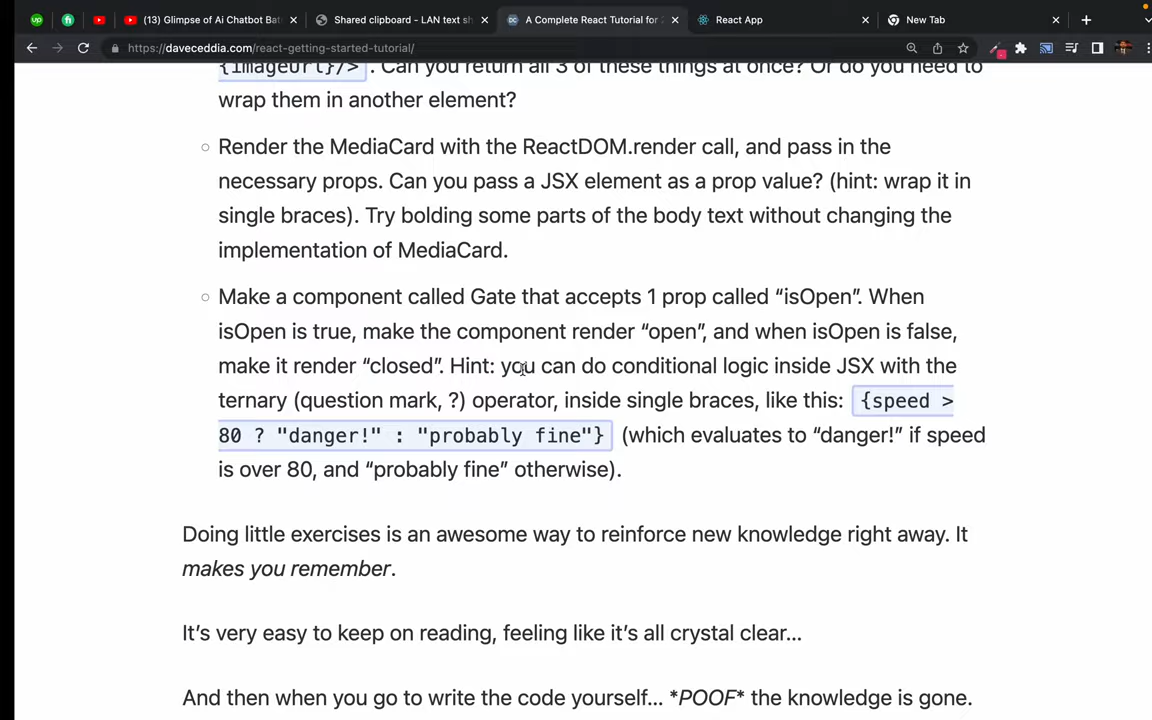 (13) Glimpse of Ai Chatbot Bat
Shared clipboard - LAN text sh
A Complete React Tutorial for
React App
New Tab
https://daveceddia.com/react-getting-started-tutorial/
{imageUrl}/> . Can you return all 3 of these things at once? Or do you need to
wrap them in another element?
Render the MediaCard with the ReactDOM.render call, and pass in the
necessary props. Can you pass a JSX element as a prop value? (hint: wrap it in
single braces). Try bolding some parts of the body text without changing the
implementation of MediaCard.
Make a component called Gate that accepts 1 prop called “isOpen”. When
isOpen is true, make the component render “open”, and when isOpen is false,
make it render “closed”. Hint: you can do conditional logic inside JSX with the
ternary (question mark, ?) operator, inside single braces, like this: {speed >
80 ? "danger!" : "probably fine"} (which evaluates to “danger!” if speed
is over 80, and “probably fine” otherwise).
Doing little exercises is an awesome way to reinforce new knowledge right away. It
makes you remember.
It’s very easy to keep on reading, feeling like it’s all crystal clear…
And then when you go to write the code yourself… *POOF* the knowledge is gone.